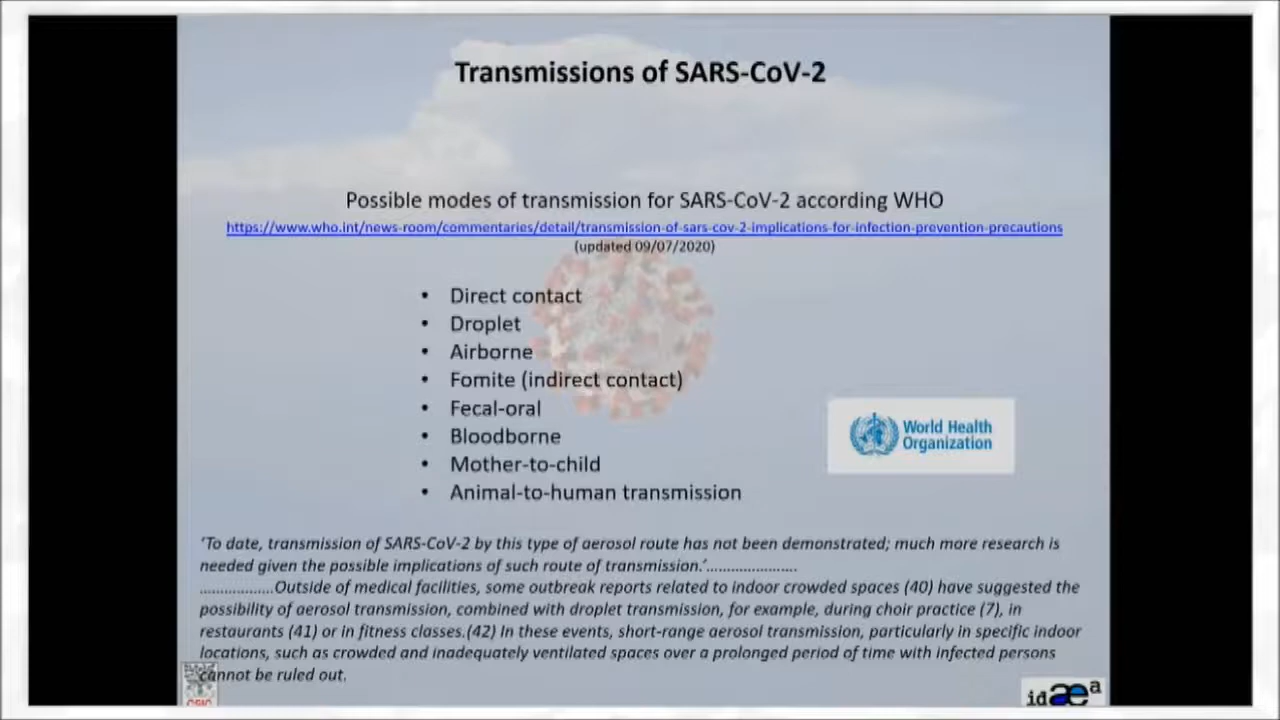 Transmissions of SARS-CoV-2
Possible modes of transmission for SARS-CoV-2 according WHO
https://www.who.int/news-room/commentaries/detail/transmission-of-sars-cov-2-implications-for-infection-prevention-precautions
(updated 09/07/2020)
• Direct contact
• Droplet
• Airborne
• Fomite (indirect contact)
• Fecal-oral
• Bloodborne
• Mother-to-child
• Animal-to-human transmission
World Health
Organization
'To date, transmission of SARS-CoV-2 by this type of aerosol route has not been demonstrated; much more research is
needed given the possible implications of such route of transmission.'.....................
.................Outside of medical facilities, some outbreak reports related to indoor crowded spaces (40) have suggested the
possibility of aerosol transmission, combined with droplet transmission, for example, during choir practice (7), in
restaurants (41) or in fitness classes.(42) In these events, short-range aerosol transmission, particularly in specific indoor
locations, such as crowded and inadequately ventilated spaces over a prolonged period of time with infected persons
cannot be ruled out.
CSIC
idæa